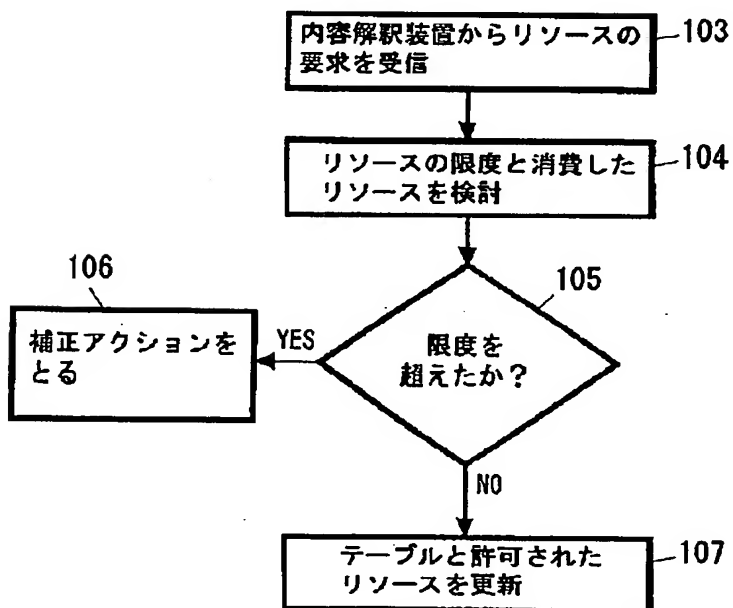 内容解釈装置からリソースの
要求を受信
103
リソースの限度と消費した
リソースを検討
104
105
限度を
超えたか?
106
YES
補正アクションを
とる
NO
テーブルと許可された
リソースを更新
107